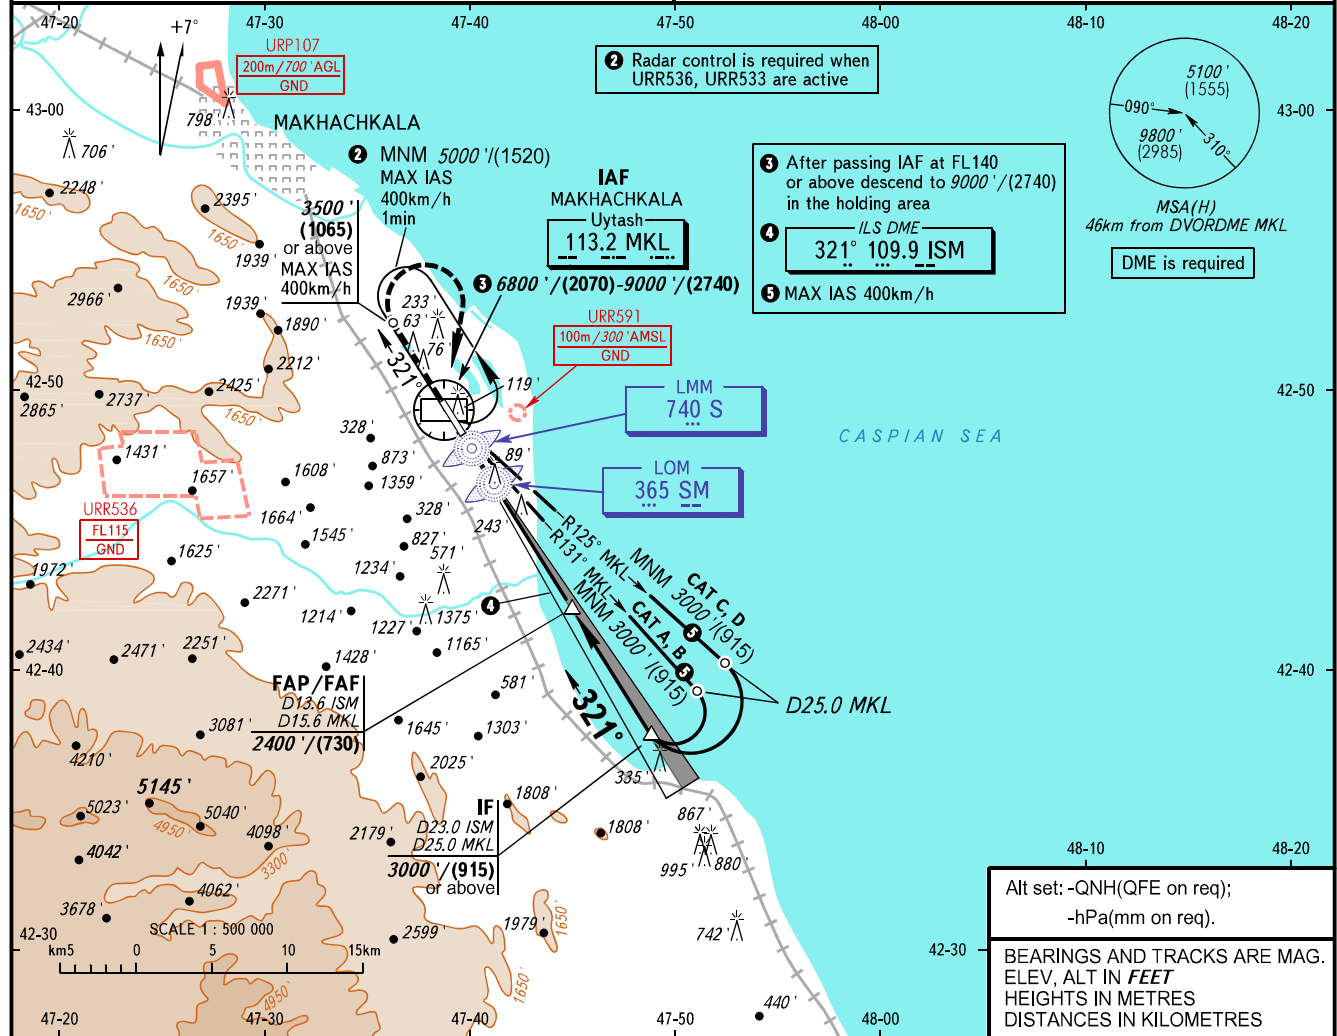 47-20
47-30
47-40
47-50
48-00
48-10
48-20
+7°
URP107
200m/700 'AGL
GND
❷ Radar control is required when
URR536, URR533 are active
5100 '
(1555)
090°
9800 '
(2985)
310°
MSA(H)
46km from DVORDME MKL
DME is required
43-00
43-00
798 '
706 '
MAKHACHKALA
❷ MNM 5000 '/(1520)
MAX IAS
400km/h
1min
IAF
MAKHACHKALA
Uytash
113.2 MKL
❸ 6800 '/(2070)-9000 '/(2740)
❸ After passing IAF at FL140
or above descend to 9000 '/(2740)
in the holding area
❹ ILS DME
321° 109.9 ISM
❺ MAX IAS 400km/h
3500 '
(1065)
or above
MAX IAS
400km/h
2248 '
1650 '
2395 '
1650 '
1939 '
1650 '
2966 '
1939 '
1890 '
1650 '
2212 '
2425 '
1650 '
233 '
63 '
76 '
321°
119 '
URR591
100m/300 'AMSL
GND
42-50
42-50
2865 '
2737 '
LMM
740 S
CASPIAN SEA
LOM
365 SM
1431 '
1657 '
URR536
FL115
GND
328 '
873 '
1608 '
1359 '
1664 '
328 '
1545 '
827 '
571 '
1625 '
1234 '
89 '
243 '
R125° MKL
MNM 3000 '/(915)
CAT C, D
❺
R131° MKL
MNM 3000 '/(915)
CAT A, B
❺
D25.0 MKL
1972 '
2271 '
1214 '
1227 '
1375 '
❹
1165 '
2434 '
2471 '
2251 '
1428 '
42-40
42-40
FAP/FAF
D13.6 ISM
D15.6 MKL
2400 '/(730)
581 '
1645 '
1303 '
321°
3081 '
4210 '
2025 '
335 '
5145 '
5023 '
5040 '
4950 '
4098 '
3300 '
4042 '
2179 '
IF
D23.0 ISM
D25.0 MKL
3000 '/(915)
or above
1808 '
1808 '
867 '
995 '
880 '
4062 '
3678 '
1979 '
1650 '
2599 '
742 '
1650 '
4950 '
440 '
42-30
42-30
SCALE 1 : 500 000
km5 0 5 10 15km
Alt set: -QNH(QFE on req);
-hPa(mm on req).
BEARINGS AND TRACKS ARE MAG.
ELEV, ALT IN FEET
HEIGHTS IN METRES
DISTANCES IN KILOMETRES
47-20
47-30
47-40
47-50
48-00
48-10
48-20